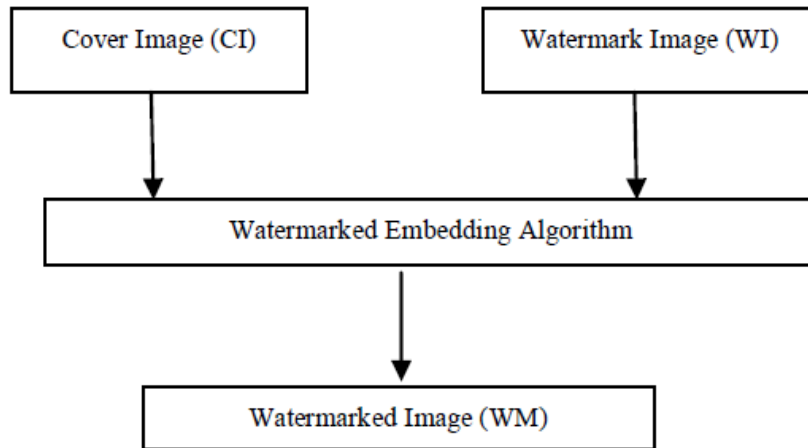 Cover Image (CI)
Watermark Image (WI)
Watermarked Embedding Algorithm
Watermarked Image (WM)